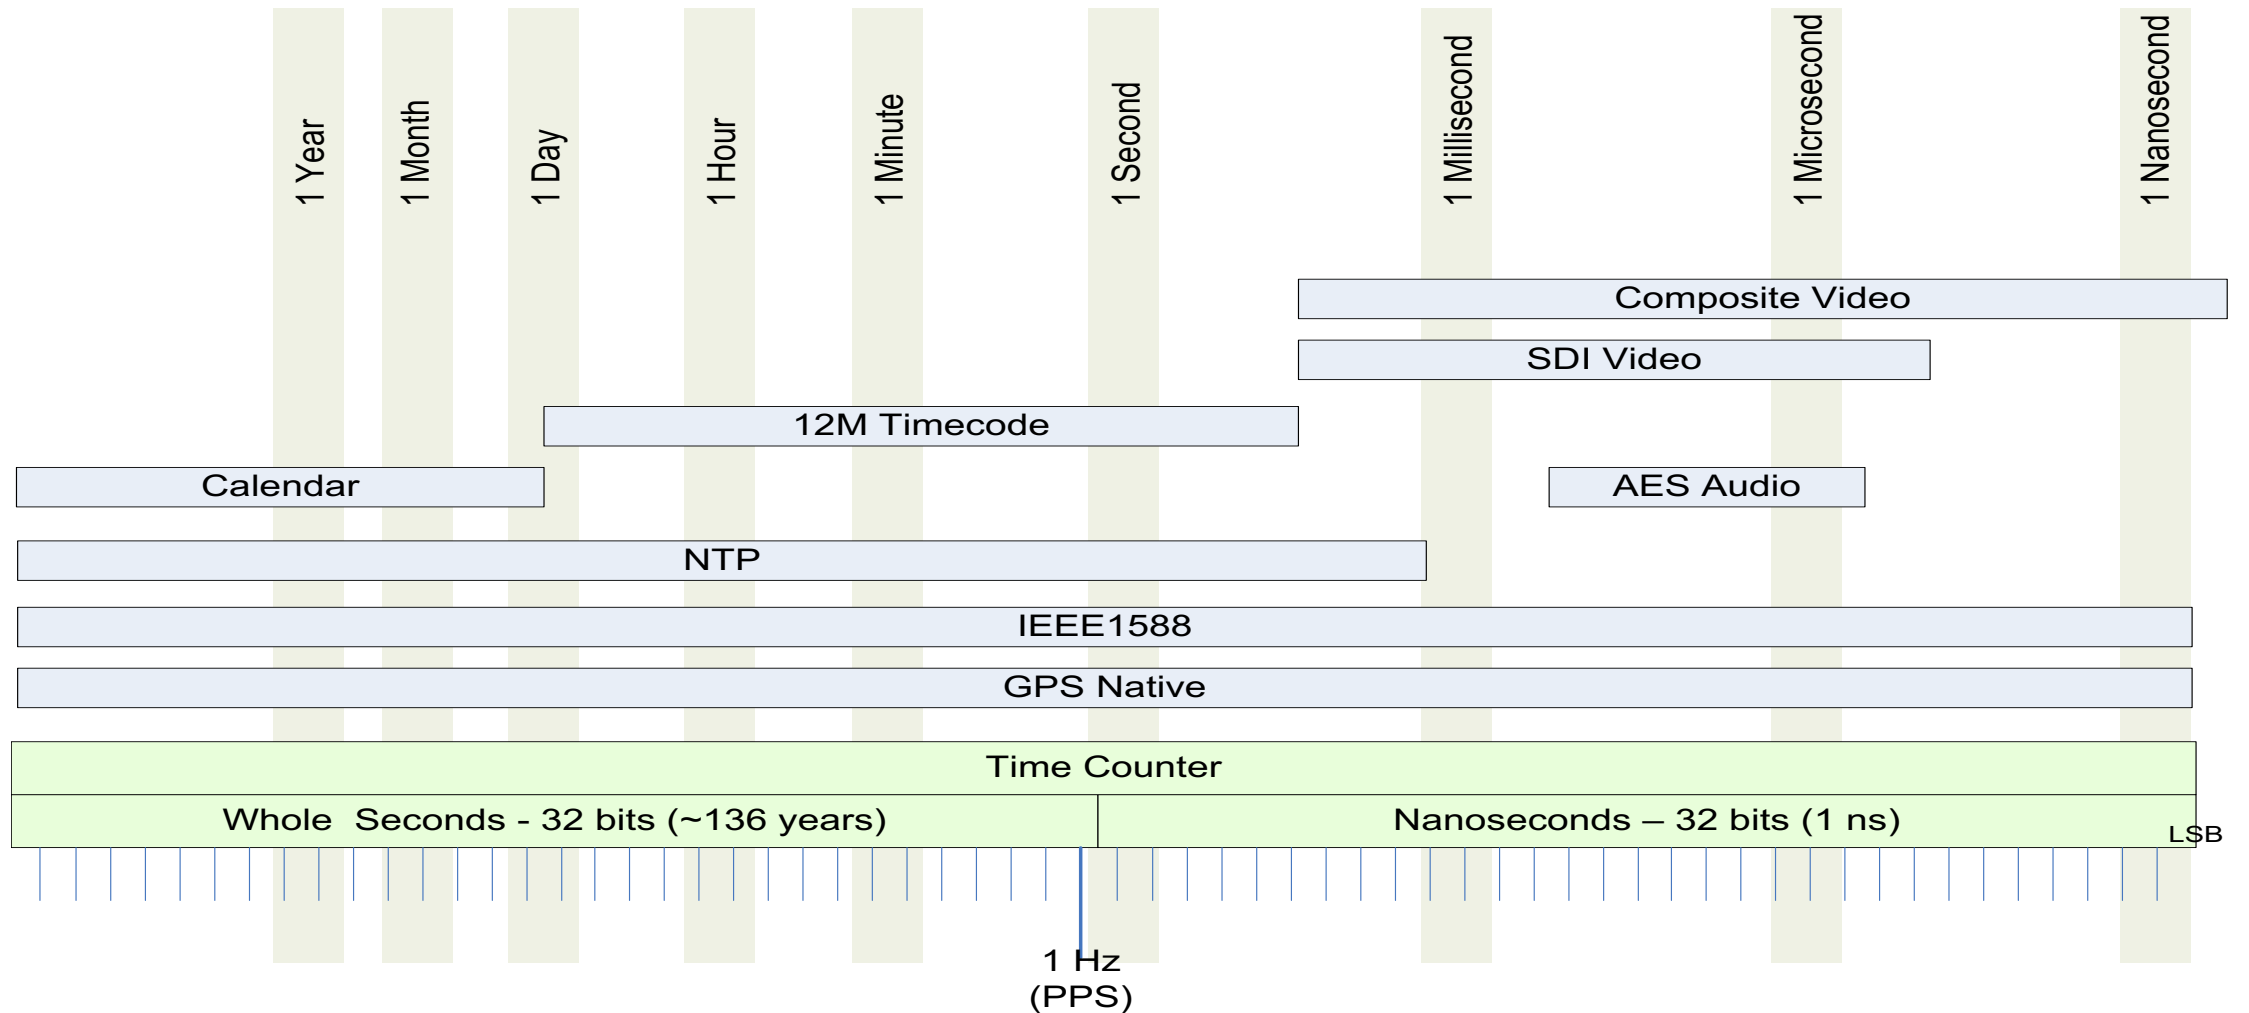 1 Year
1 Month
1 Day
1 Hour
1 Minute
1 Second
1 Millisecond
1 Microsecond
1 Nanosecond
Composite Video
SDI Video
12M Timecode
Calendar
AES Audio
NTP
IEEE1588
GPS Native
Time Counter
Whole  Seconds - 32 bits (~136 years)
Nanoseconds – 32 bits (1 ns)
LSB
1 Hz
(PPS)